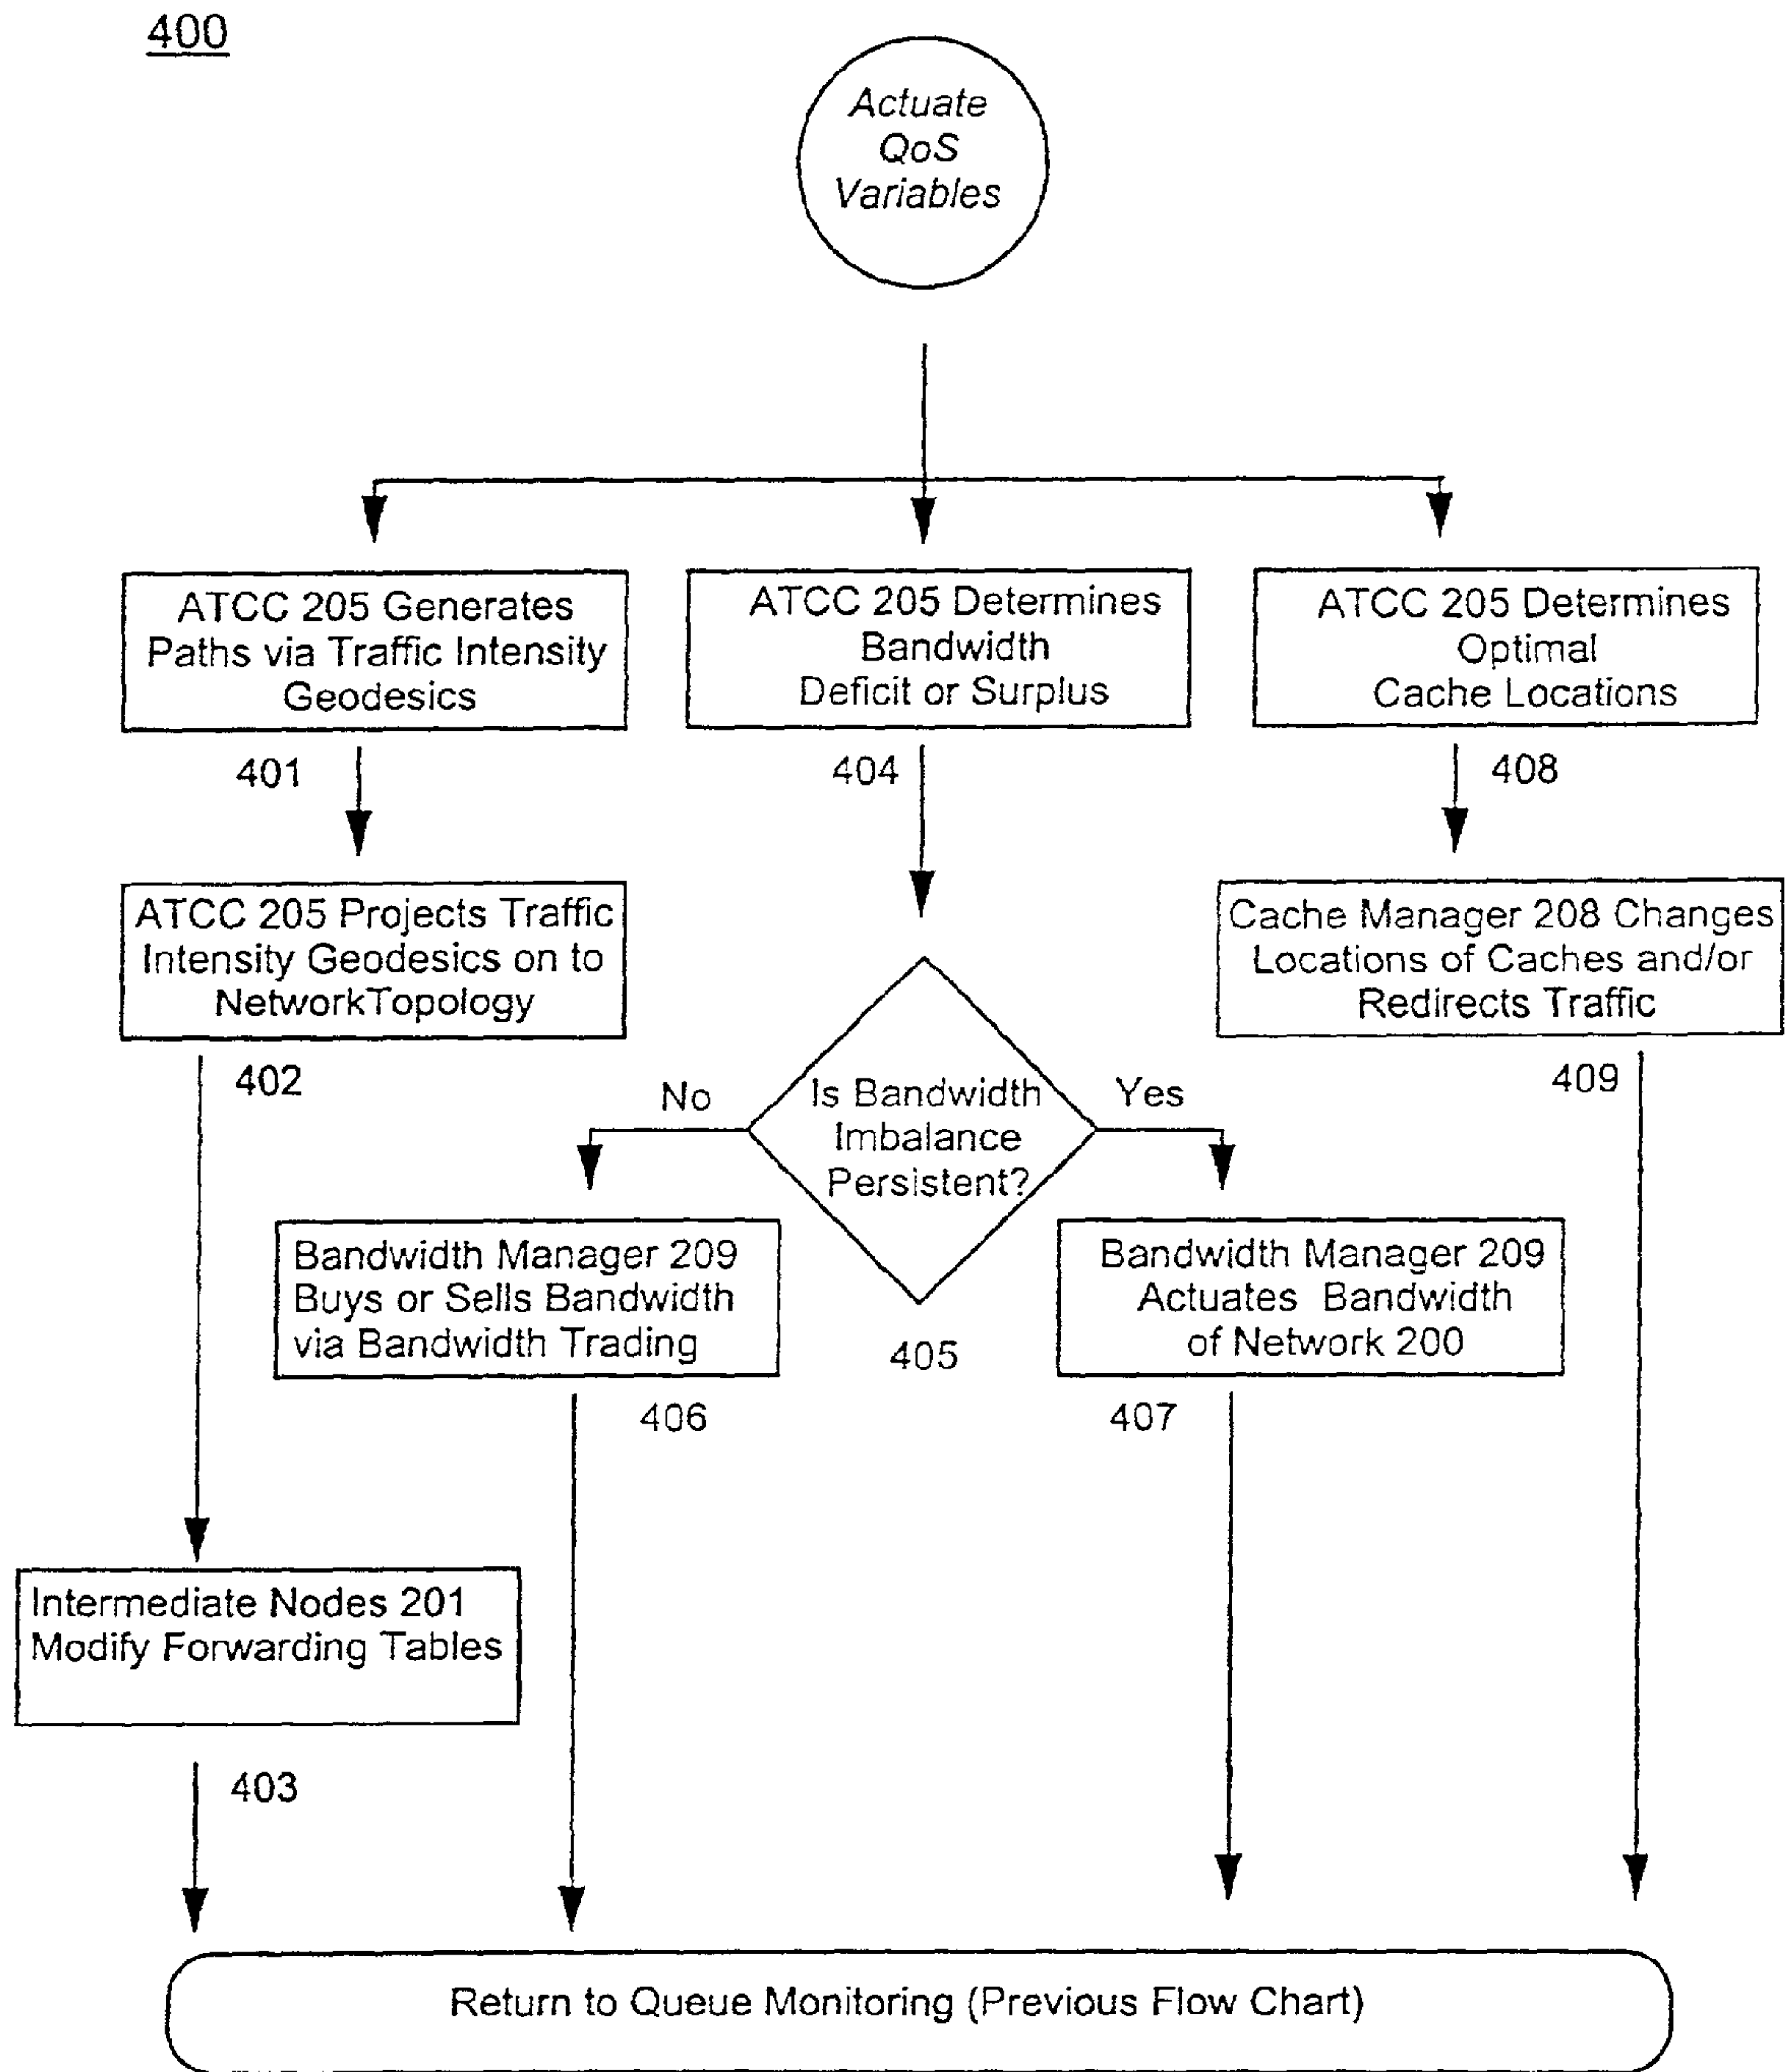 400
Actuate
QoS
Variables
ATCC 205 Generates
Paths via Traffic Intensity
Geodesics
401
ATCC 205 Determines
Bandwidth
Deficit or Surplus
404
ATCC 205 Determines
Optimal
Cache Locations
408
ATCC 205 Projects Traffic
Intensity Geodesics on to
NetworkTopology
402
Cache Manager 208 Changes
Locations of Caches and/or
Redirects Traffic
409
No
Is Bandwidth
Imbalance
Persistent?
Yes
405
Bandwidth Manager 209
Buys or Sells Bandwidth
via Bandwidth Trading
406
Bandwidth Manager 209
Actuates Bandwidth
of Network 200
407
Intermediate Nodes 201
Modify Forwarding Tables
403
Return to Queue Monitoring (Previous Flow Chart)